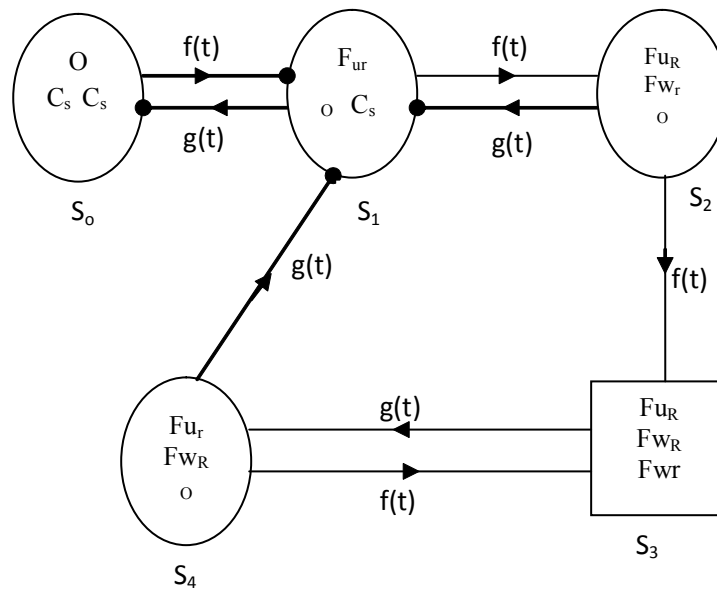 O
C_s C_s
S_o
f(t)
g(t)
F_ur
O C_s
S_1
f(t)
g(t)
Fu_R
Fw_r
O
S_2
f(t)
g(t)
Fu_r
Fw_R
O
S_4
g(t)
f(t)
Fu_R
Fw_R
Fwr
S_3